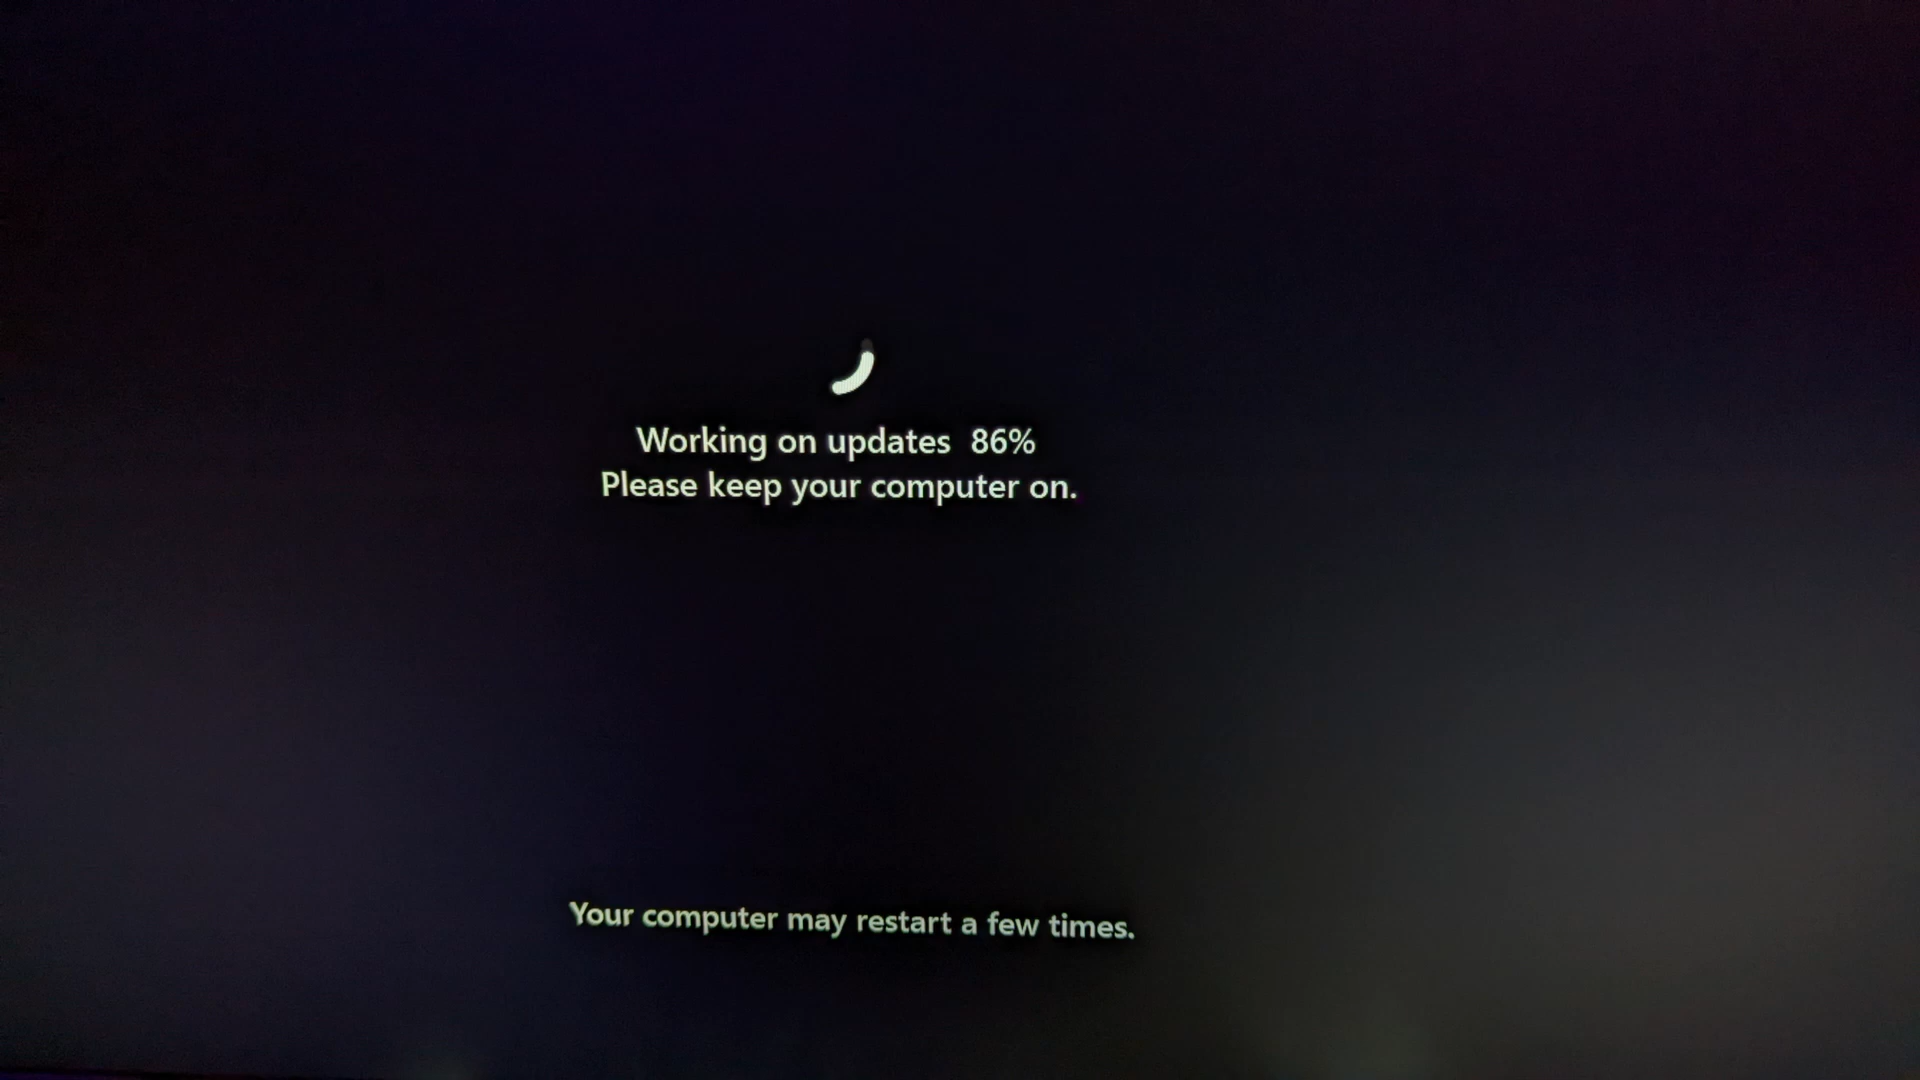 Working on updates  86%
Please keep your computer on.
Your computer may restart a few times.